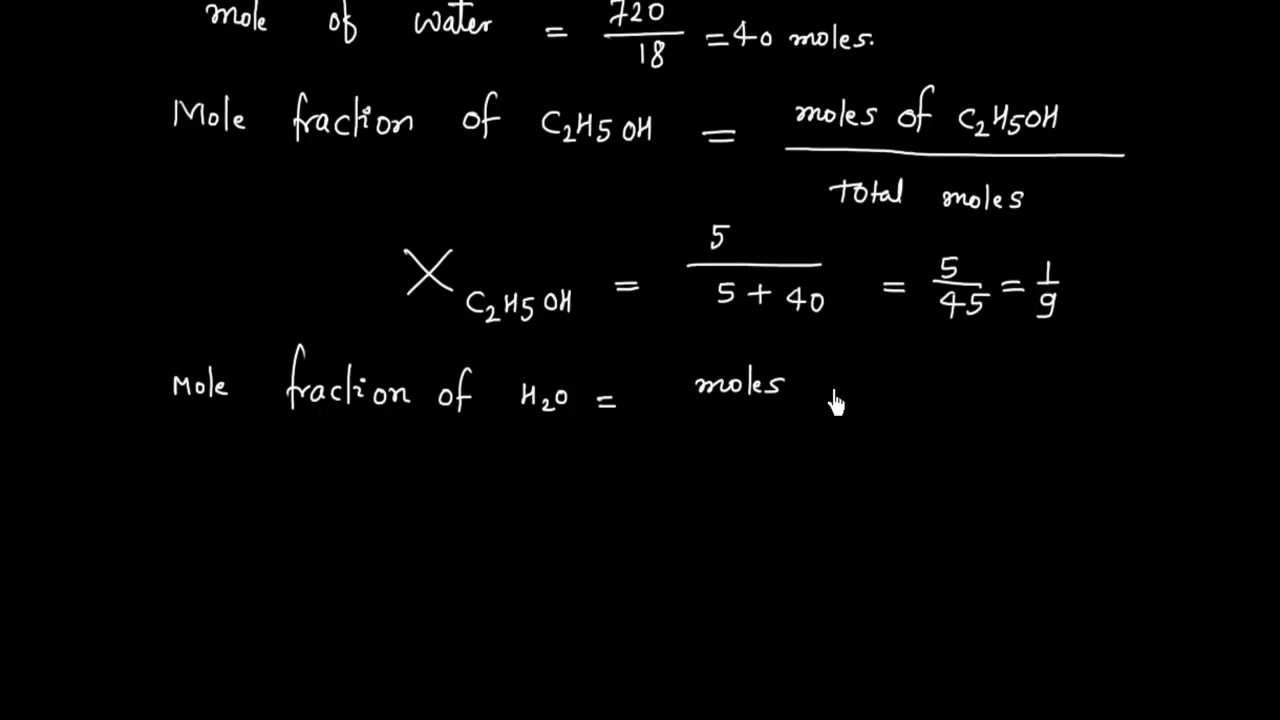 mole of water = 720/18 = 40 moles.
Mole fraction of C₂H₅OH = moles of C₂H₅OH / Total moles
X C₂H₅OH = 5 / 5 + 40 = 5/45 = 1/9
Mole fraction of H₂O = moles